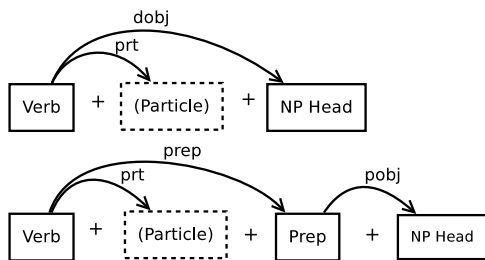 dobj
prt
Verb + (Particle) + NP Head
prep
prt pobj
Verb + (Particle) + Prep + NP Head